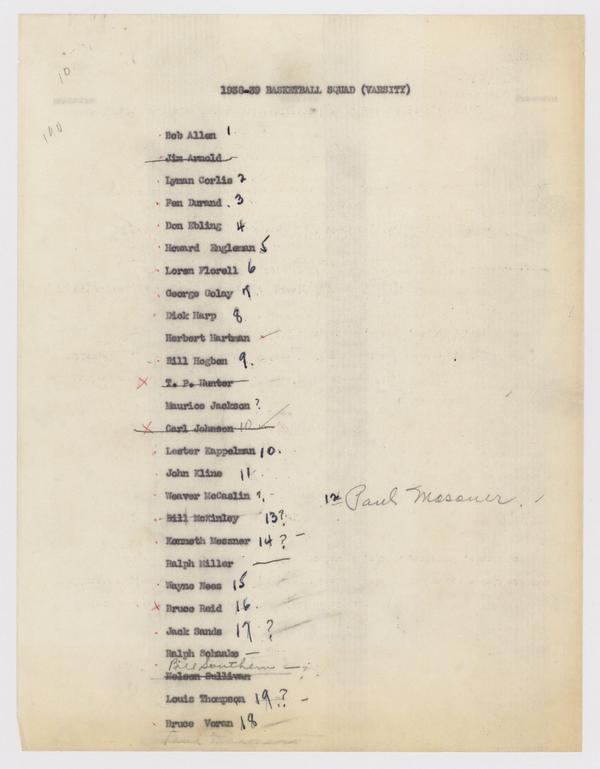 10
1938-39 BASKETBALL SQUAD (VARSITY)
100
Bob Allen 1
Jim Arnold
Lyman Corlis 2
Fen Durand . 3
Don Ebling 4
Howard Engleman 5
Loren Florell 6
George Golay 7
Dick Harp 8
Herbert Hartman ✓
Bill Hogben 9.
X T. P. Hunter
Maurice Jackson ?
X Carl Johnson 10 ✓
Lester Kappelman 10.
John Kline 11
Weaver McCaslin ? - 12 Paul Masoner.
Bill McKinley 13?
Kenneth Messner 14 ? -
Ralph Miller —
Wayne Nees 15
X Bruce Reid 16.
Jack Sands 17 ?
Ralph Schaake —
Bill Southern —
Nelson Sullivan
Louis Thompson 19 ? -
Bruce Voran 18